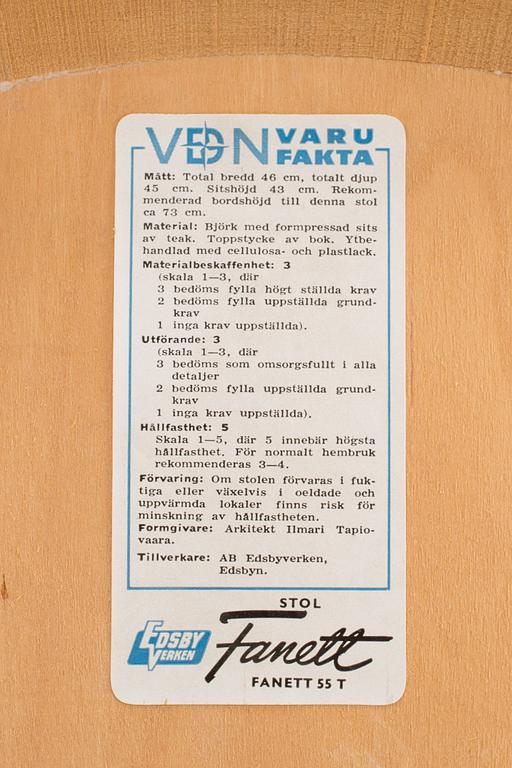 VDN VARU
FAKTA
Mått: Total bredd 46 cm, totalt djup
45 cm. Sitshöjd 43 cm. Rekom-
menderad bordshöjd till denna stol
ca 73 cm.
Material: Björk med formpressad sits
av teak. Toppstycke av bok. Ytbe-
handlad med cellulosa- och plastlack.
Materialbeskaffenhet: 3
(skala 1—3, där
3 bedöms fylla högt ställda krav
2 bedöms fylla uppställda grund-
krav
1 inga krav uppställda).
Utförande: 3
(skala 1—3, där
3 bedöms som omsorgsfullt i alla
detaljer
2 bedöms fylla uppställda grund-
krav
1 inga krav uppställda).
Hållfasthet: 5
Skala 1—5, där 5 innebär högsta
hållfasthet. För normalt hembruk
rekommenderas 3—4.
Förvaring: Om stolen förvaras i fuk-
tiga eller växelvis i oeldade och
uppvärmda lokaler finns risk för
minskning av hållfastheten.
Formgivare: Arkitekt Ilmari Tapio-
vaara.
Tillverkare: AB Edsbyverken,
Edsbyn.
STOL
EDSBY
VERKEN
Fanett
FANETT 55 T